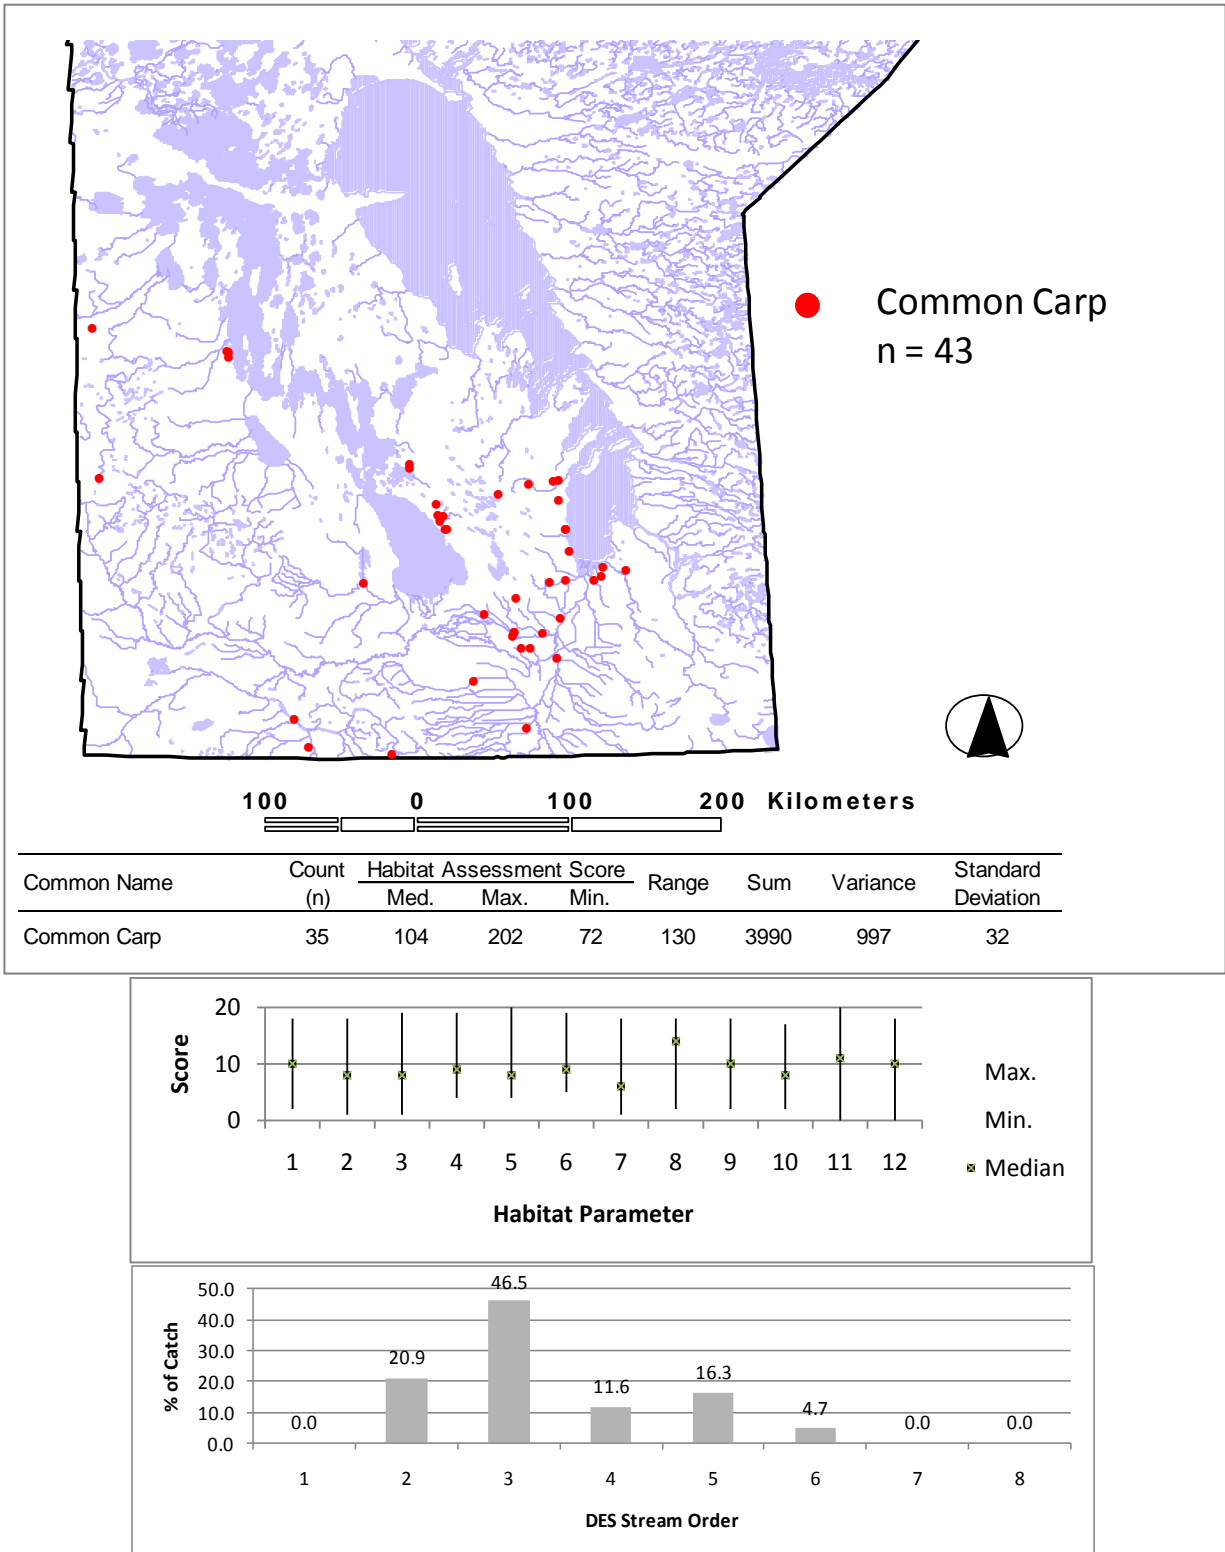 Common Carp
n = 43
100 0 100 200 Kilometers
Common Name Count (n) Habitat Assessment Score Range Sum Variance Standard Deviation
Med. Max. Min.
Common Carp 35 104 202 72 130 3990 997 32
20
10
0
Score
1 2 3 4 5 6 7 8 9 10 11 12
Habitat Parameter
Max.
Min.
Median
50.0
40.0
30.0
20.0
10.0
0.0
% of Catch
0.0 20.9 46.5 11.6 16.3 4.7 0.0 0.0
1 2 3 4 5 6 7 8
DES Stream Order